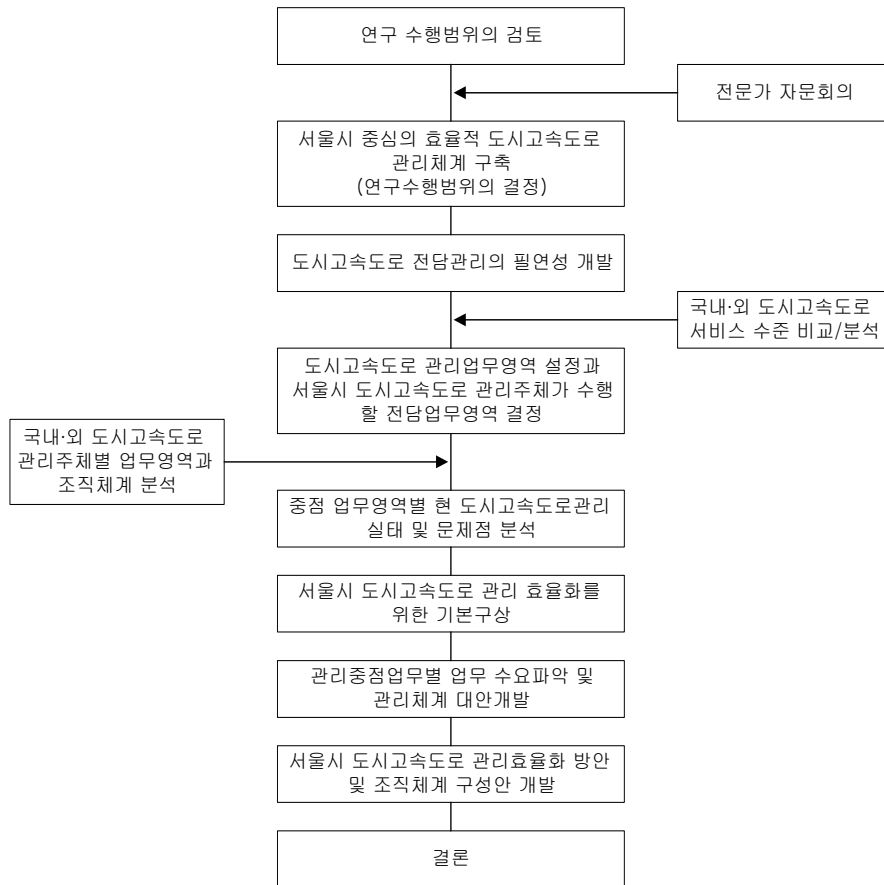 연구 수행범위의 검토
전문가 자문회의
서울시 중심의 효율적 도시고속도로
관리체계 구축
(연구수행범위의 결정)
도시고속도로 전담관리의 필연성 개발
국내·외 도시고속도로
서비스 수준 비교/분석
도시고속도로 관리업무영역 설정과
서울시 도시고속도로 관리주체가 수행
할 전담업무영역 결정
국내·외 도시고속도로
관리주체별 업무영역과
조직체계 분석
중점 업무영역별 현 도시고속도로관리
실태 및 문제점 분석
서울시 도시고속도로 관리 효율화를
위한 기본구상
관리중점업무별 업무 수요파악 및
관리체계 대안개발
서울시 도시고속도로 관리효율화 방안
및 조직체계 구성안 개발
결론